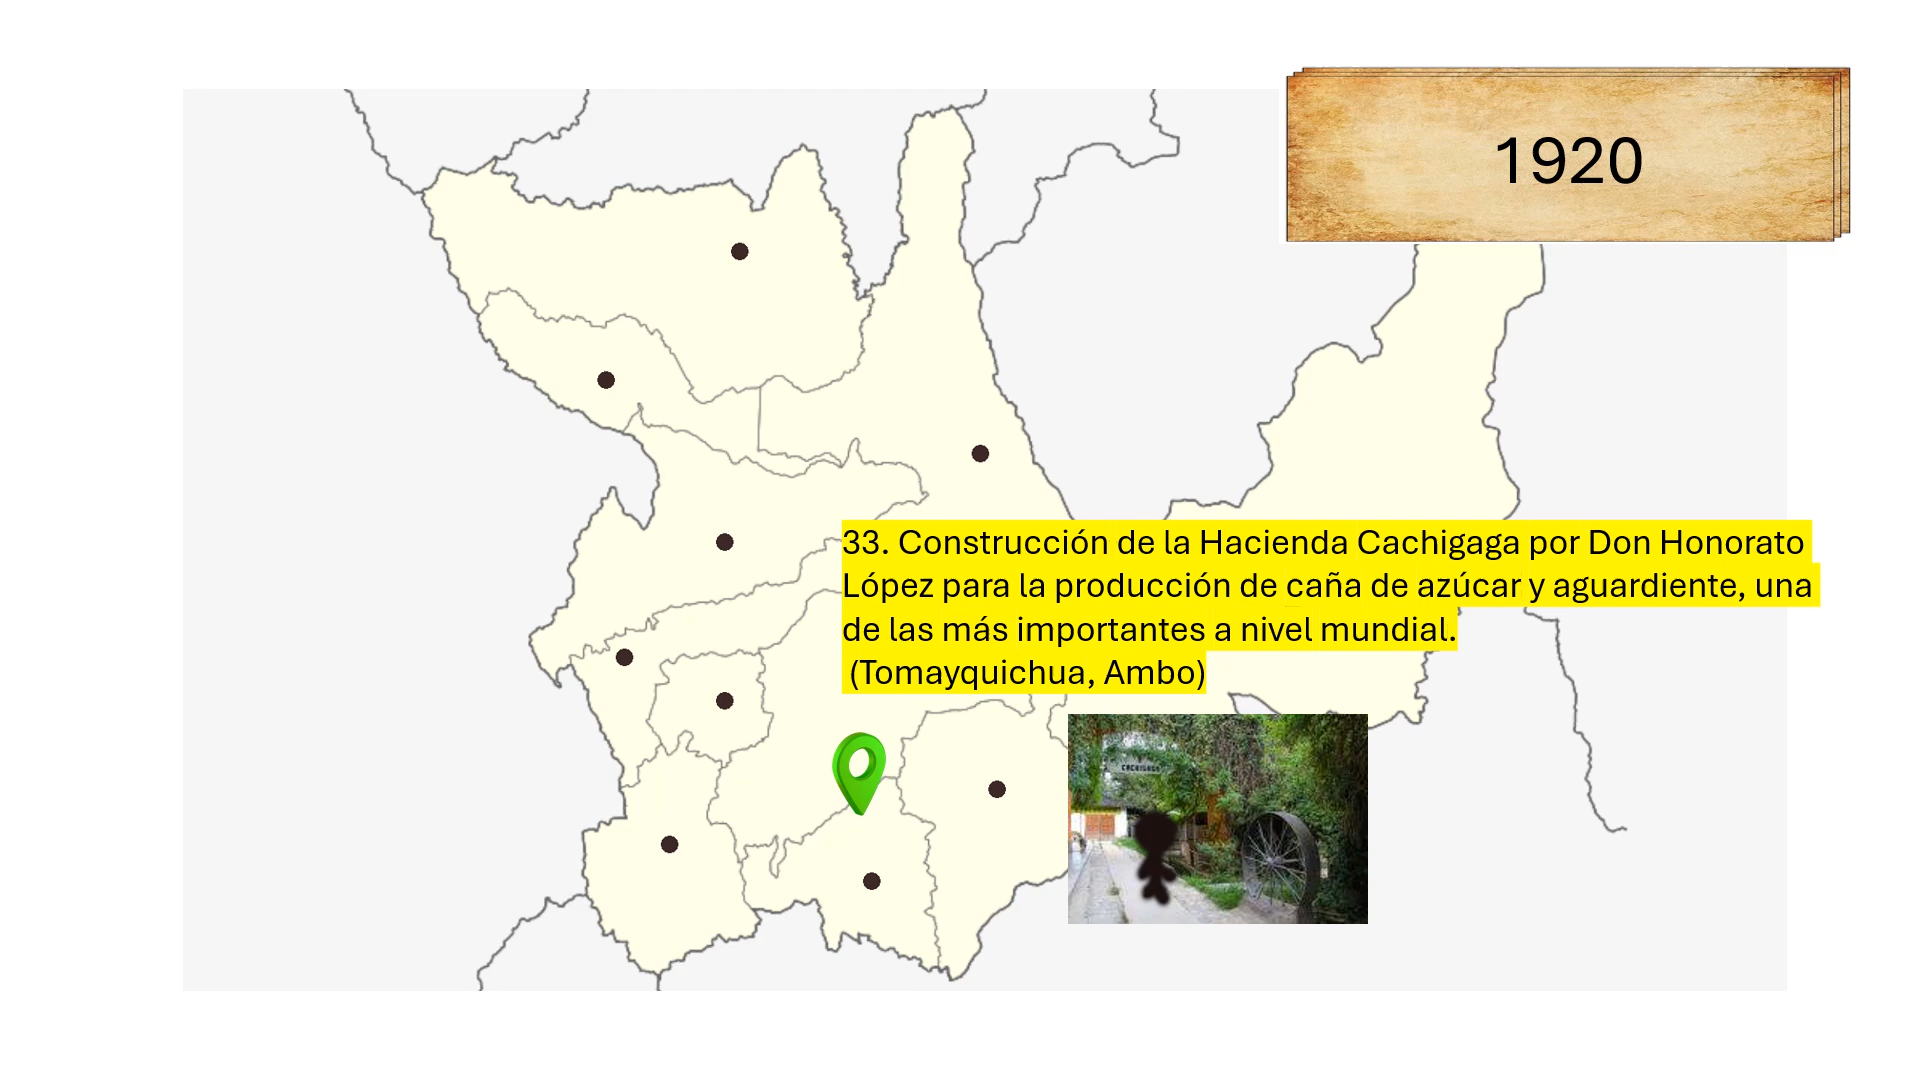 1920
33. Construcción de la Hacienda Cachigaga por Don Honorato
López para la producción de caña de azúcar y aguardiente, una
de las más importantes a nivel mundial.
(Tomayquichua, Ambo)
CACHIGAGA